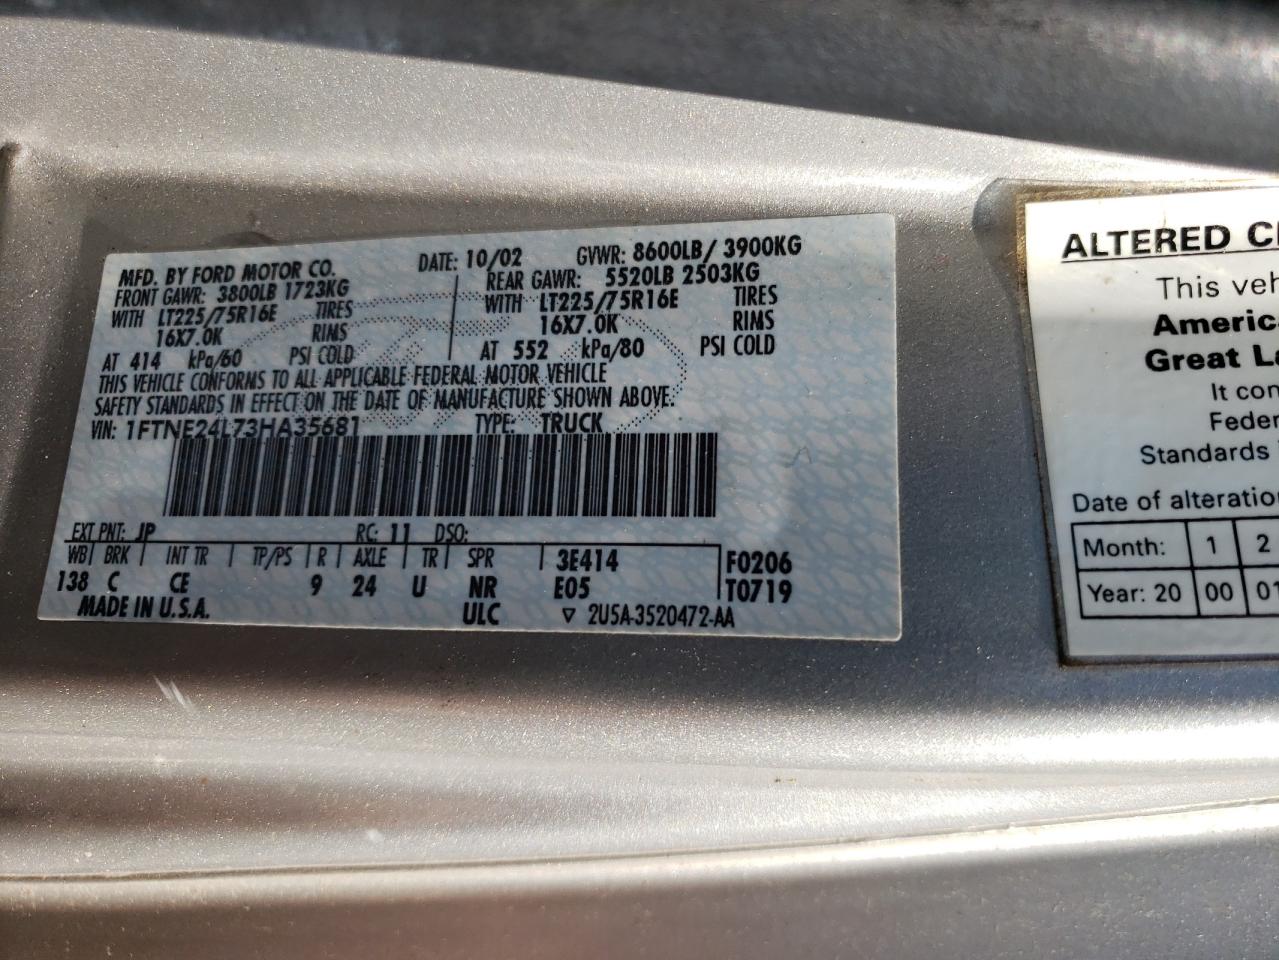 MFD. BY FORD MOTOR CO. DATE: 10/02 GVWR: 8600LB/ 3900KG
FRONT GAWR: 3800LB 1723KG REAR GAWR: 5520LB 2503KG
WITH LT225/75R16E TIRES WITH LT225/75R16E TIRES
16X7.0K RIMS 16X7.0K RIMS
AT 414 kPa/60 PSI COLD AT 552 kPa/80 PSI COLD
THIS VEHICLE CONFORMS TO ALL APPLICABLE FEDERAL MOTOR VEHICLE
SAFETY STANDARDS IN EFFECT ON THE DATE OF MANUFACTURE SHOWN ABOVE.
VIN: 1FTNE24L73HA35681 TYPE: TRUCK
EXT PNT: JP RC: 11 DSO:
WB BRK INT TR TP/PS R AXLE TR SPR 3E414 F0206
138 C CE 9 24 U NR E05 T0719
MADE IN U.S.A. ULC ▽ 2U5A-3520472-AA
ALTERED
This
Americ
Great
It
Feder
Standards
Date of alteratio
Month: 1 2
Year: 20 00 01